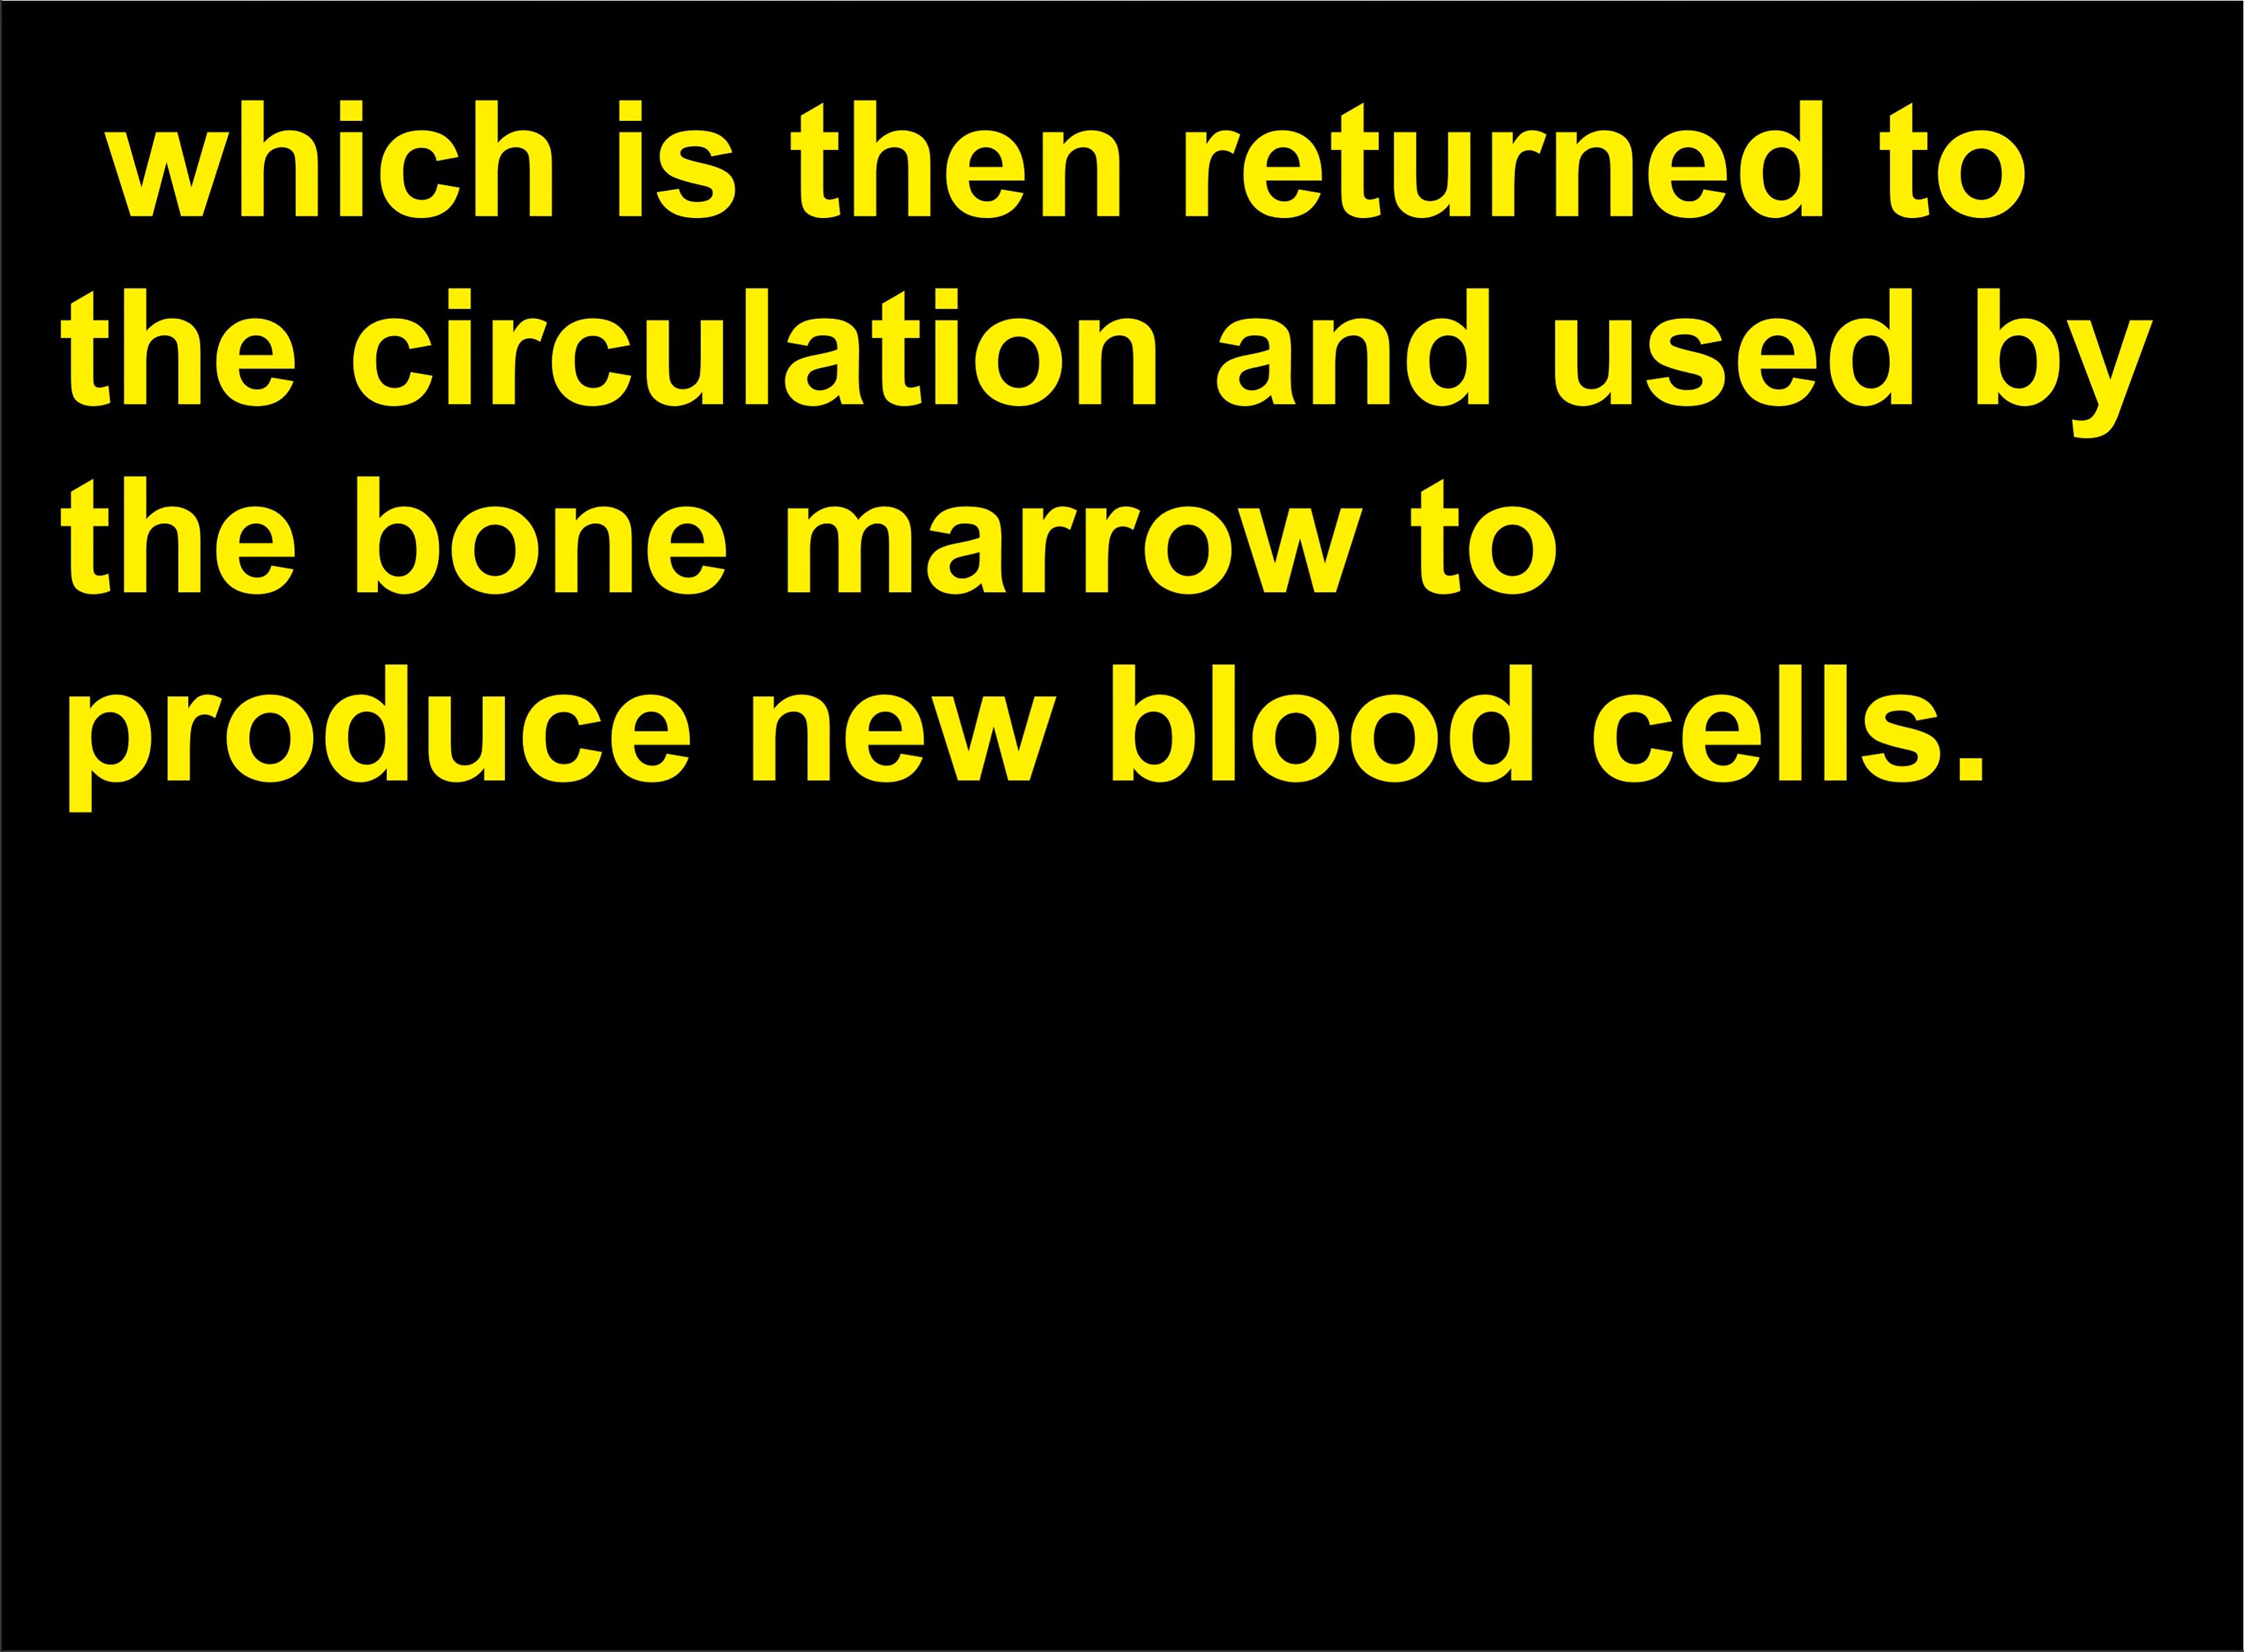 which is then returned to
the circulation and used by
the bone marrow to
produce new blood cells.